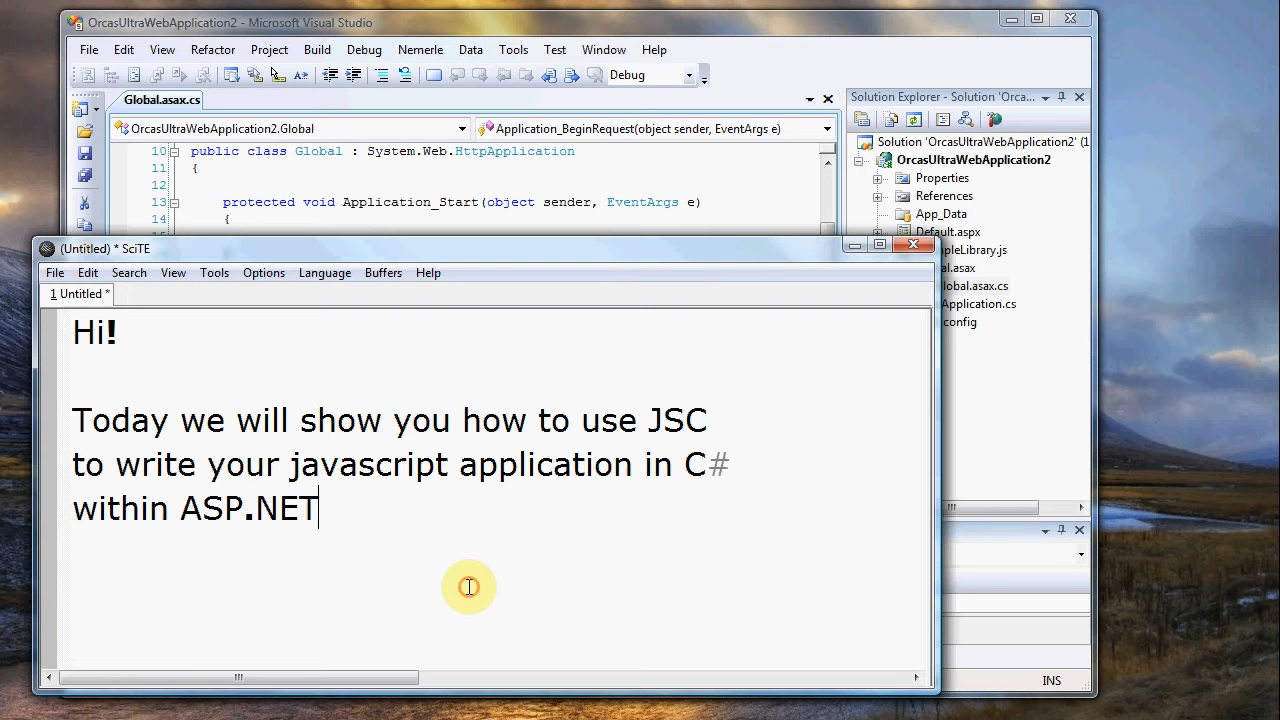 OrcasUltraWebApplication2 - Microsoft Visual Studio
File Edit View Refactor Project Build Debug Nemerle Data Tools Test Window Help
Debug
Global.asax.cs
OrcasUltraWebApplication2.Global
Application_BeginRequest(object sender, EventArgs e)
10 public class Global : System.Web.HttpApplication
11 {
12
13 protected void Application_Start(object sender, EventArgs e)
14 {
Solution Explorer - Solution 'Orca...
Solution 'OrcasUltraWebApplication2' (1
OrcasUltraWebApplication2
Properties
References
App_Data
Default.aspx
pleLibrary.js
al.asax
lobal.asax.cs
Application.cs
config
(Untitled) * SciTE
File Edit Search View Tools Options Language Buffers Help
1 Untitled *
Hi!
Today we will show you how to use JSC
to write your javascript application in C#
within ASP.NET
INS